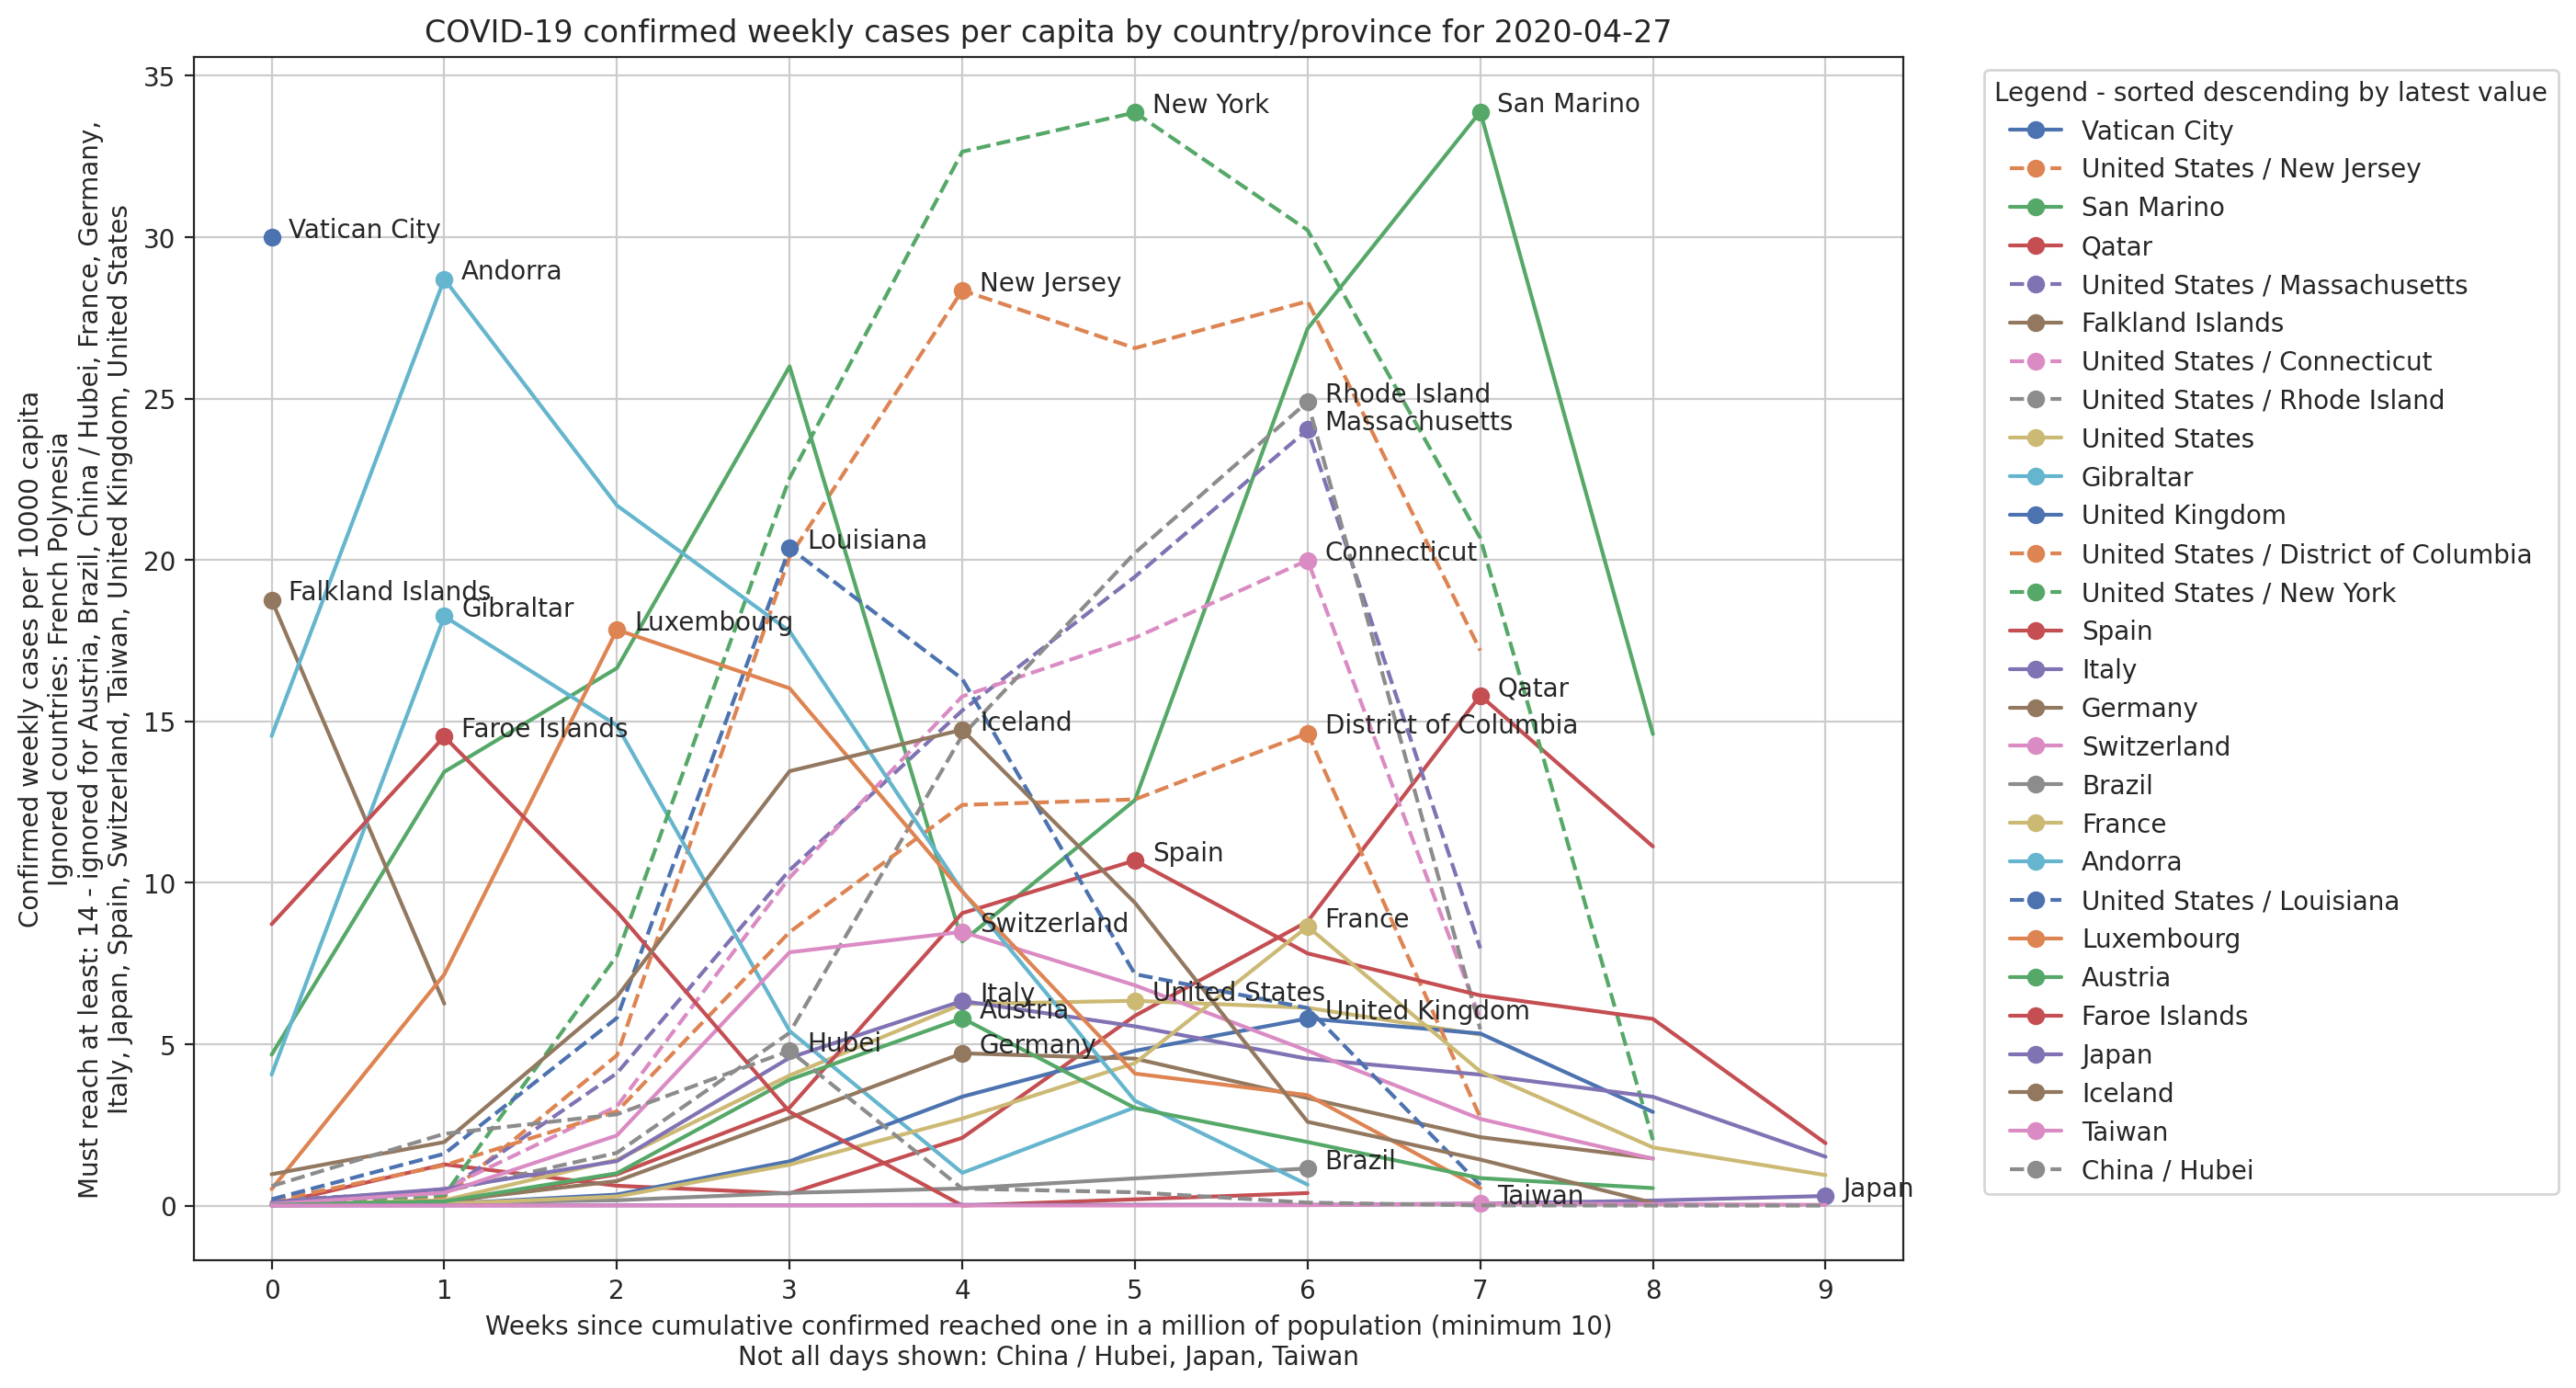 COVID-19 confirmed weekly cases per capita by country/province for 2020-04-27
Confirmed weekly cases per 10000 capita
Ignored countries: French Polynesia
Must reach at least: 14 - ignored for Austria, Brazil, China / Hubei, France, Germany,
Italy, Japan, Spain, Switzerland, Taiwan, United Kingdom, United States
35
30
25
20
15
10
5
0
New York
San Marino
Vatican City
Andorra
New Jersey
Rhode Island
Massachusetts
Louisiana
Connecticut
Falkland Islands
Gibraltar
Luxembourg
Qatar
Faroe Islands
Iceland
District of Columbia
Spain
Switzerland
France
Italy
United States
Austria
United Kingdom
Hubei
Germany
Brazil
Taiwan
Japan
0 1 2 3 4 5 6 7 8 9
Weeks since cumulative confirmed reached one in a million of population (minimum 10)
Not all days shown: China / Hubei, Japan, Taiwan
Legend - sorted descending by latest value
Vatican City
United States / New Jersey
San Marino
Qatar
United States / Massachusetts
Falkland Islands
United States / Connecticut
United States / Rhode Island
United States
Gibraltar
United Kingdom
United States / District of Columbia
United States / New York
Spain
Italy
Germany
Switzerland
Brazil
France
Andorra
United States / Louisiana
Luxembourg
Austria
Faroe Islands
Japan
Iceland
Taiwan
China / Hubei